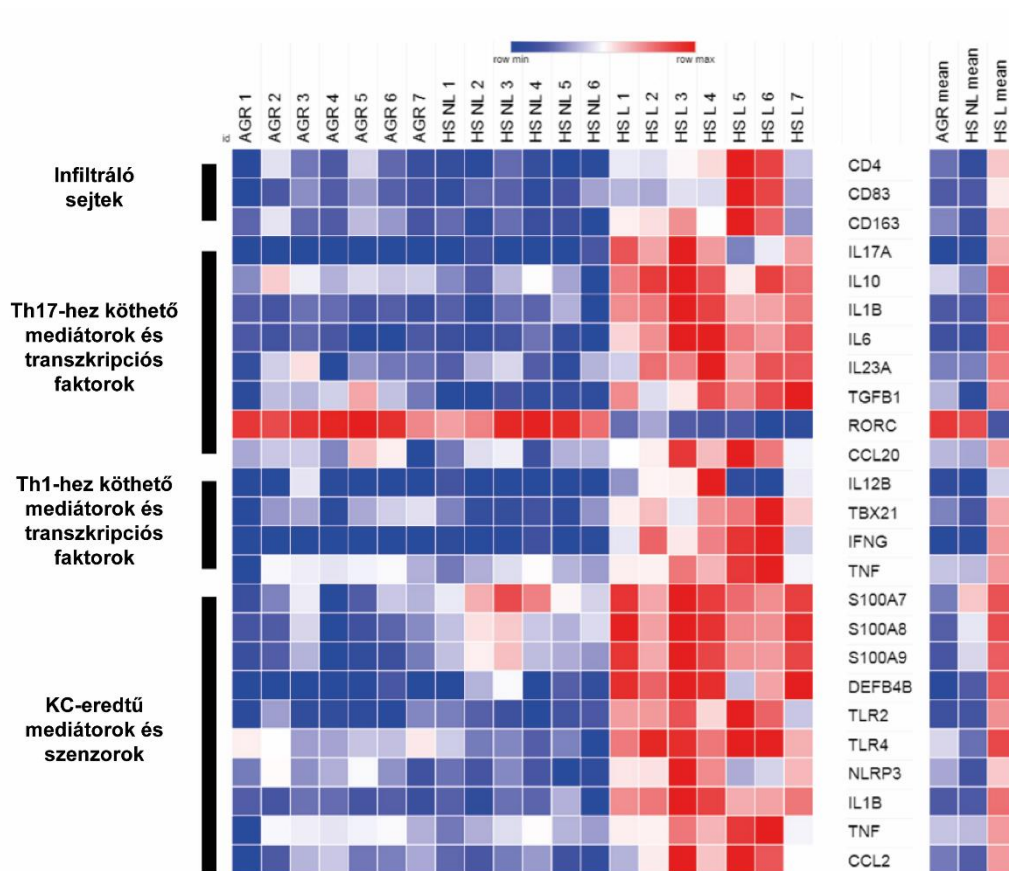 row min
row max
id
AGR 1
AGR 2
AGR 3
AGR 4
AGR 5
AGR 6
AGR 7
HS NL 1
HS NL 2
HS NL 3
HS NL 4
HS NL 5
HS NL 6
HS L 1
HS L 2
HS L 3
HS L 4
HS L 5
HS L 6
HS L 7
AGR mean
HS NL mean
HS L mean
Infiltráló
sejtek
Th17-hez köthető
mediátorok és
transzkripciós
faktorok
Th1-hez köthető
mediátorok és
transzkripciós
faktorok
KC-eredtű
mediátorok és
szenzorok
CD4
CD83
CD163
IL17A
IL10
IL1B
IL6
IL23A
TGFB1
RORC
CCL20
IL12B
TBX21
IFNG
TNF
S100A7
S100A8
S100A9
DEFB4B
TLR2
TLR4
NLRP3
IL1B
TNF
CCL2